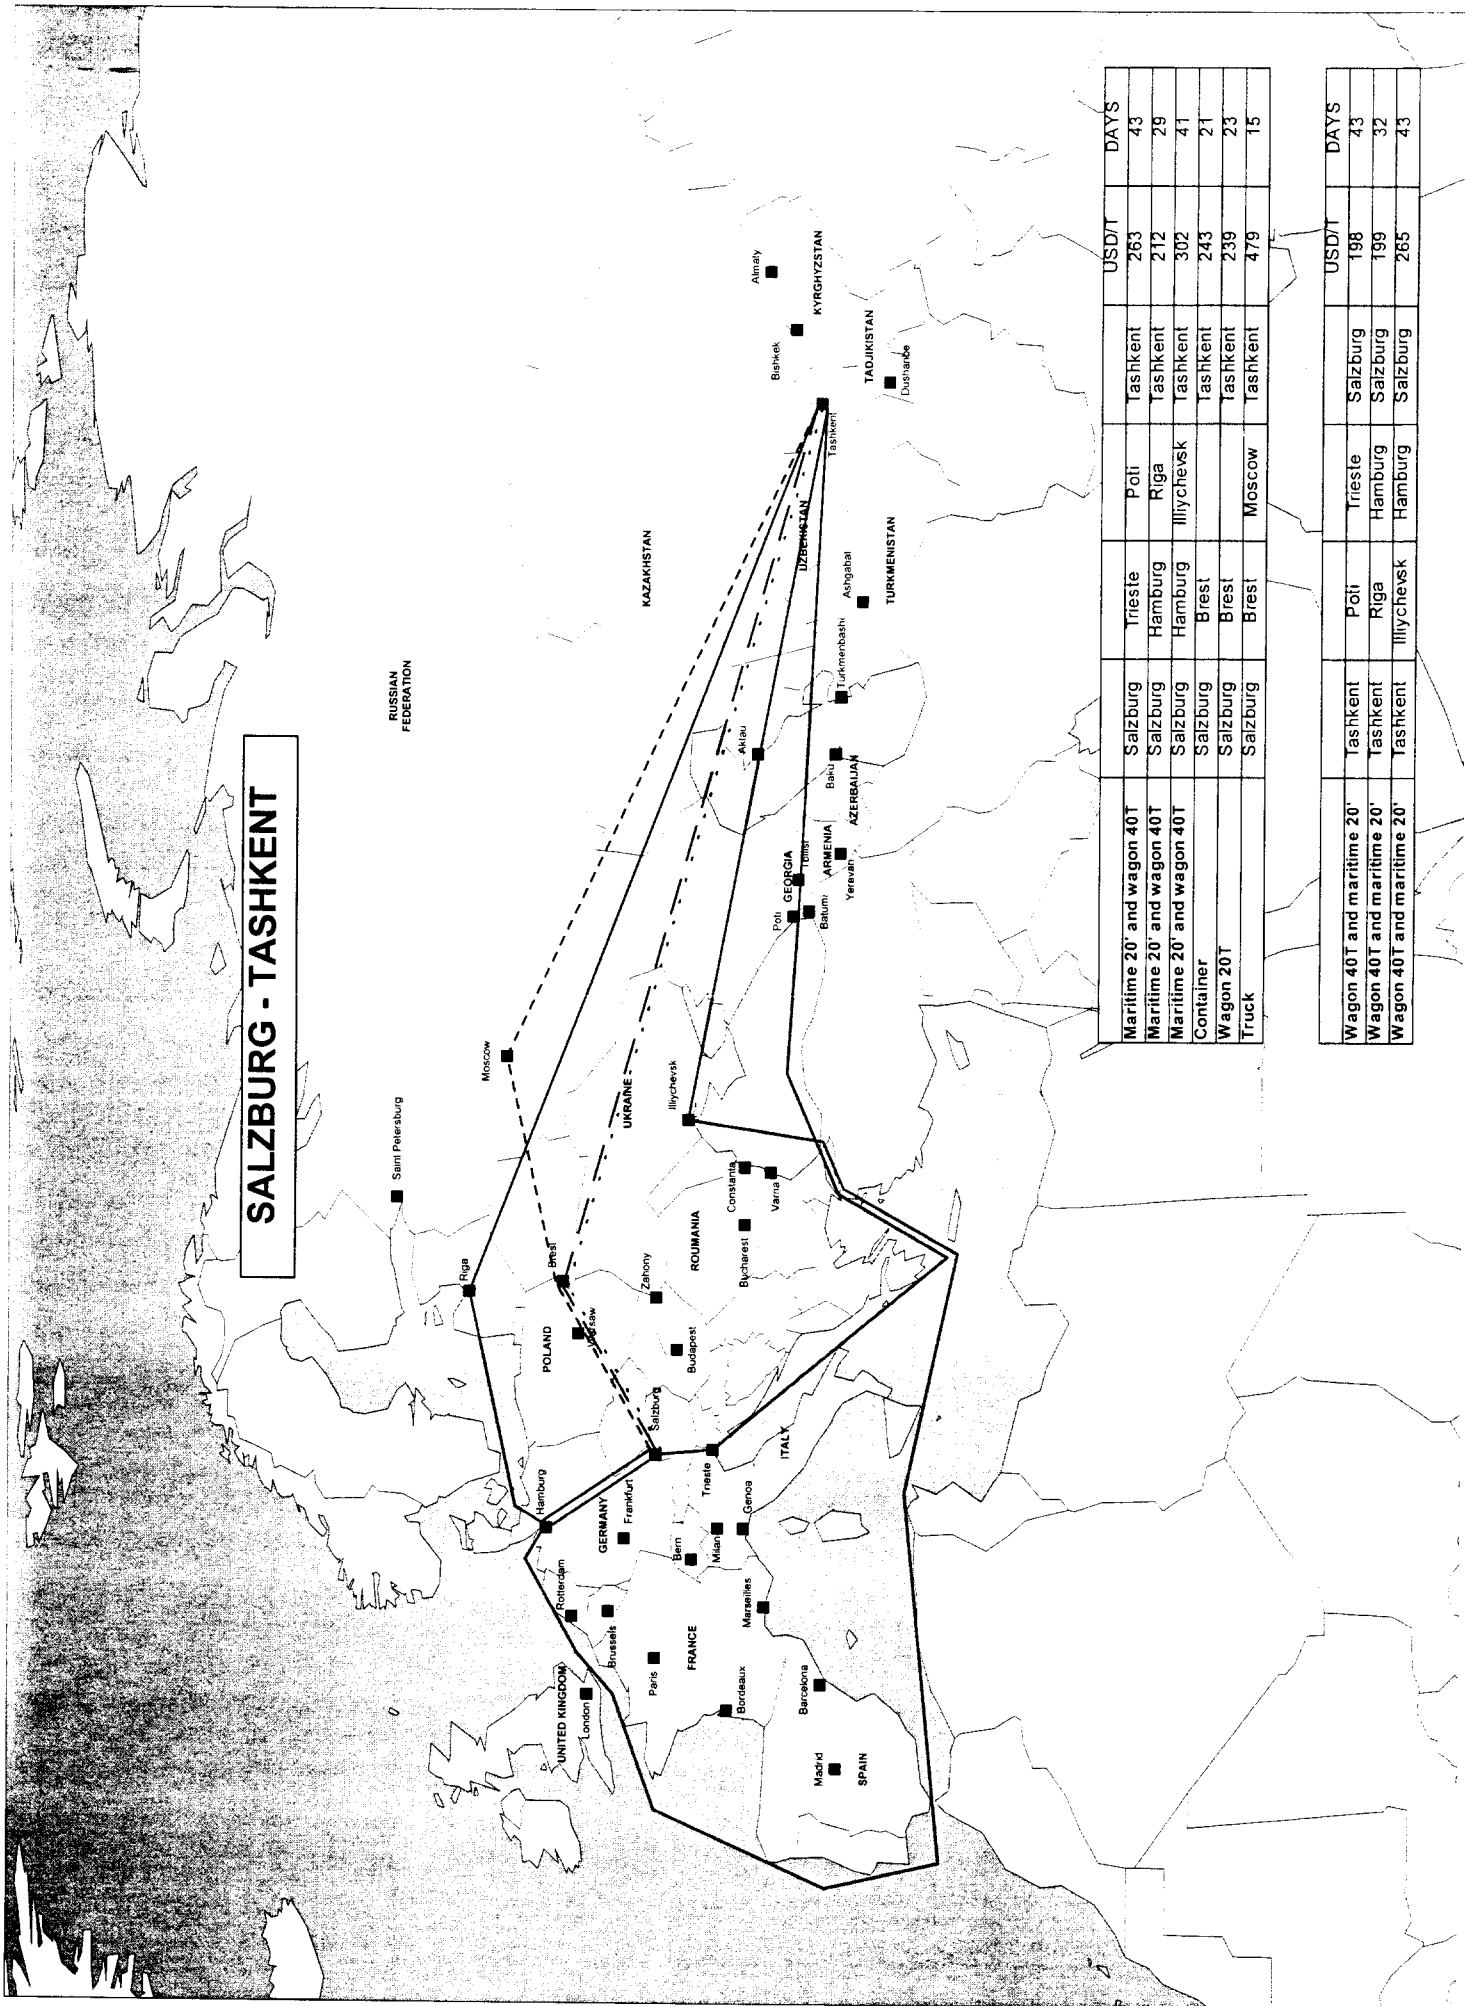 SALZBURG - TASHKENT
RUSSIAN
FEDERATION
Saint Petersburg
Riga
Moscow
Hamburg
POLAND
Brest
KAZAKHSTAN
UNITED KINGDOM
London
Rotterdam
Brussels
GERMANY
Frankfurt
Salzburg
Zahony
UKRAINE
Illiychevsk
Almaty
Bishkek
KYRGHYZSTAN
Paris
FRANCE
Bern
Milan
Trieste
Budapest
ROUMANIA
Bucharest
Constanta
Varna
Poti
GEORGIA
Tbilisi
Batumi
Aktau
UZBEKISTAN
Tashkent
TADJIKISTAN
Dushanbe
Bordeaux
Marseilles
Genoa
ITALY
ARMENIA
Yerevan
Baku
AZERBAIJAN
Turkmenbashi
Ashgabat
TURKMENISTAN
Barcelona
Madrid
SPAIN
USD/T DAYS
Maritime 20' and wagon 40T Salzburg Trieste Poti Tashkent 263 43
Maritime 20' and wagon 40T Salzburg Hamburg Riga Tashkent 212 29
Maritime 20' and wagon 40T Salzburg Hamburg Illiychevsk Tashkent 302 41
Container Salzburg Brest Tashkent 243 21
Wagon 20T Salzburg Brest Tashkent 239 23
Truck Salzburg Brest Moscow Tashkent 479 15
USD/T DAYS
Wagon 40T and maritime 20' Tashkent Poti Trieste Salzburg 198 43
Wagon 40T and maritime 20' Tashkent Riga Hamburg Salzburg 199 32
Wagon 40T and maritime 20' Tashkent Illiychevsk Hamburg Salzburg 265 43